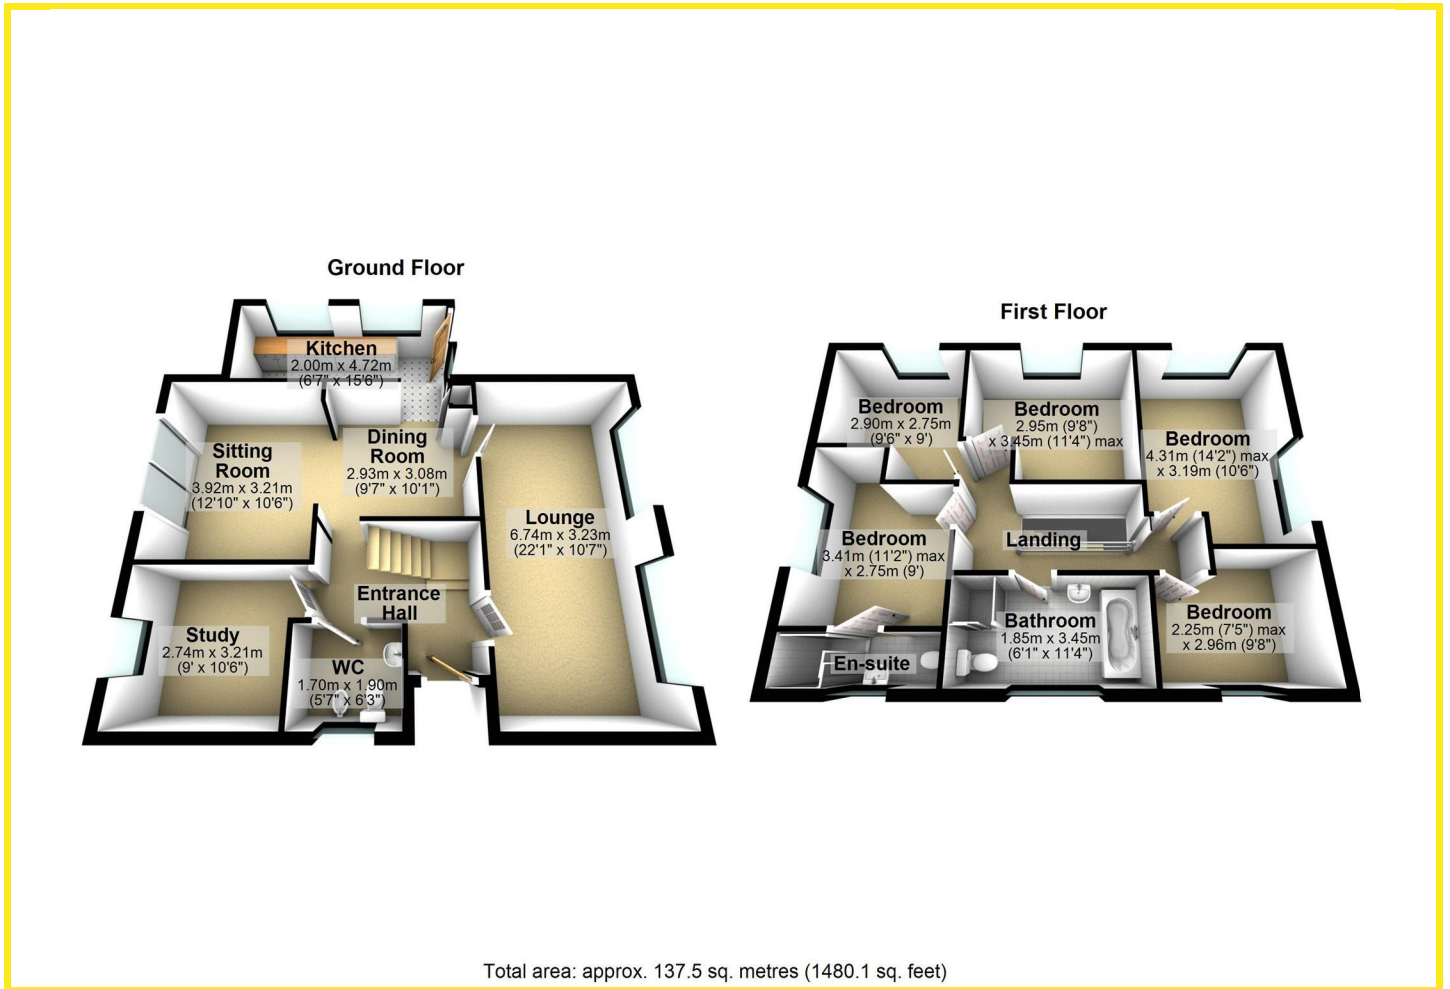 Ground Floor
Kitchen
2.00m x 4.72m
(6'7" x 15'6")
Sitting
Room
3.92m x 3.21m
(12'10" x 10'6")
Dining
Room
2.93m x 3.08m
(9'7" x 10'1")
Lounge
6.74m x 3.23m
(22'1" x 10'7")
Entrance
Hall
Study
2.74m x 3.21m
(9' x 10'6")
WC
1.70m x 1.90m
(5'7" x 6'3")
First Floor
Bedroom
2.90m x 2.75m
(9'6" x 9')
Bedroom
2.95m (9'8")
x 3.45m (11'4") max
Bedroom
4.31m (14'2") max
x 3.19m (10'6")
Bedroom
3.41m (11'2") max
x 2.75m (9')
Landing
Bathroom
1.85m x 3.45m
(6'1" x 11'4")
Bedroom
2.25m (7'5") max
x 2.96m (9'8")
En-suite
Total area: approx. 137.5 sq. metres (1480.1 sq. feet)